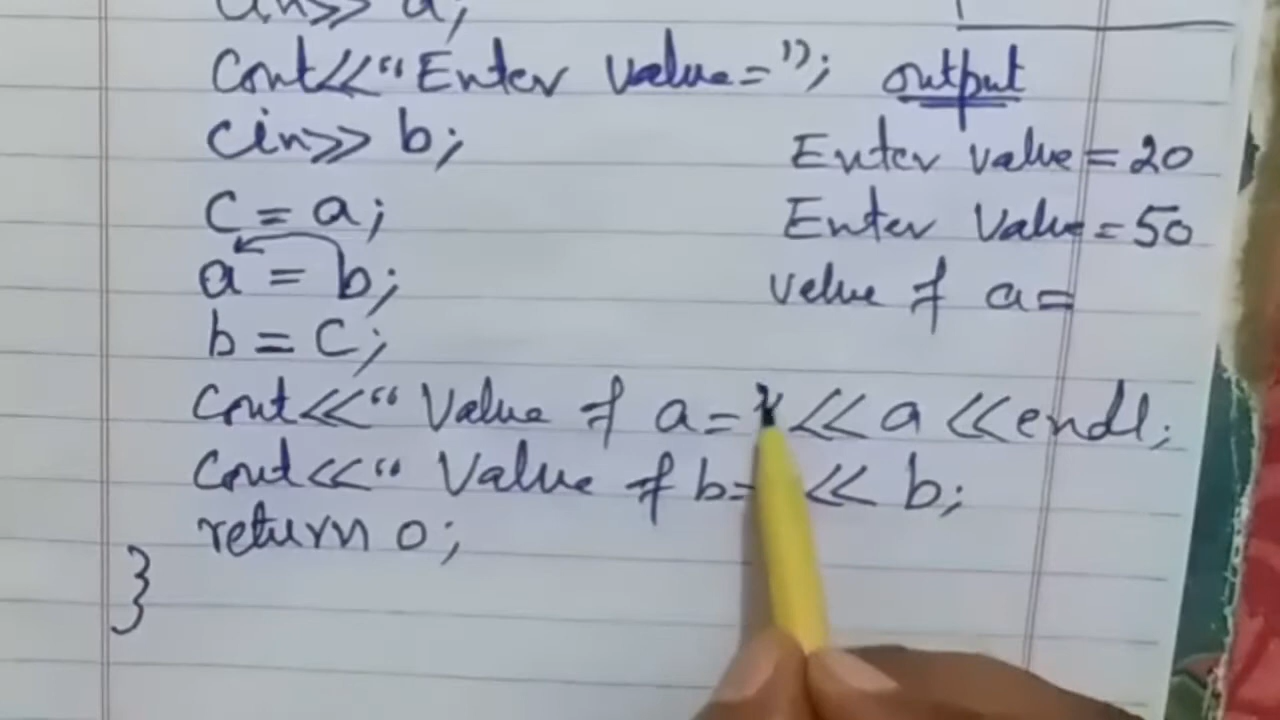 cin>> a;
Cout<<"Enter Value=";
cin>> b;
C = a;
a = b;
b = C;
Cout<<" Value of a=" <<a <<endl;
Cout<<" Value of b= << b;
return 0;
}
output
Enter value = 20
Enter Value = 50
value of a=